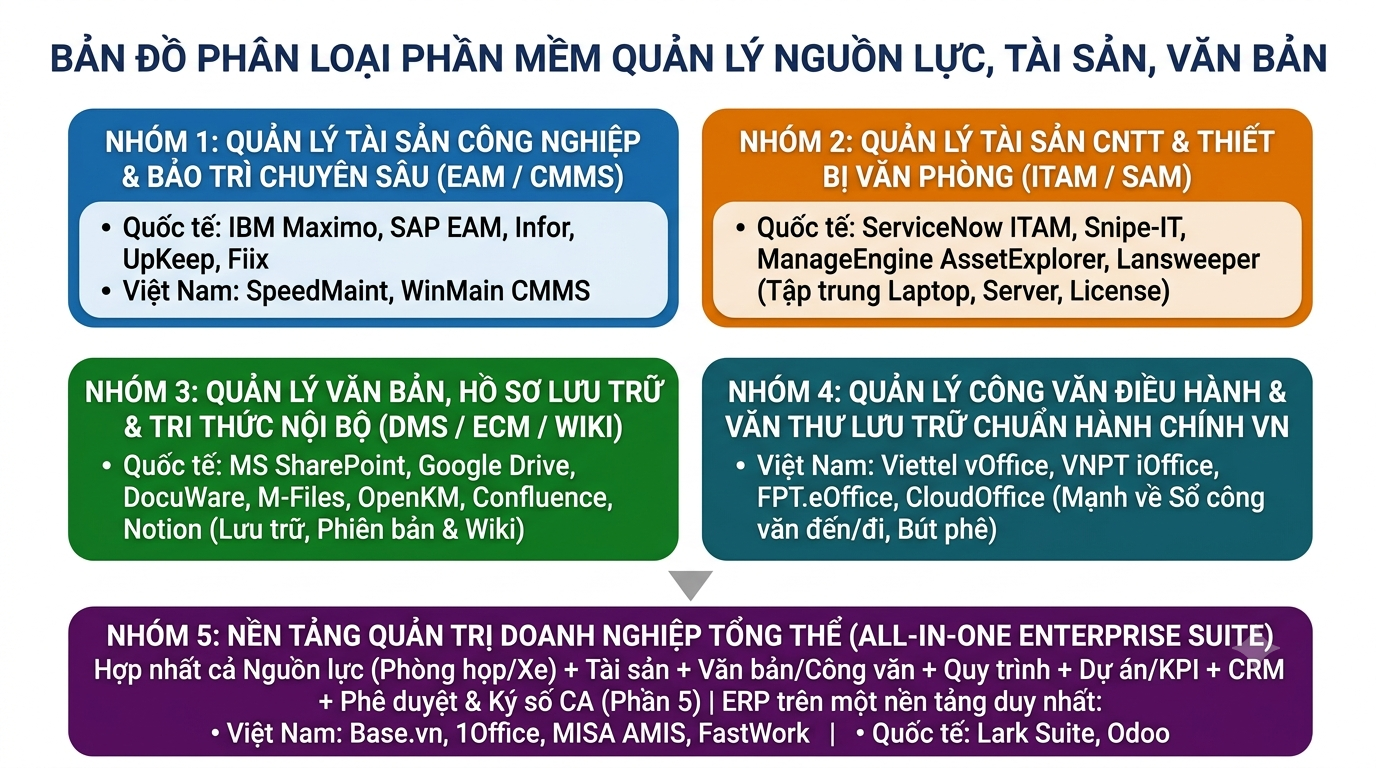 BẢN ĐỒ PHÂN LOẠI PHẦN MỀM QUẢN LÝ NGUỒN LỰC, TÀI SẢN, VĂN BẢN
NHÓM 1: QUẢN LÝ TÀI SẢN CÔNG NGHIỆP
& BẢO TRÌ CHUYÊN SÂU (EAM / CMMS)
• Quốc tế: IBM Maximo, SAP EAM, Infor,
UpKeep, Fiix
• Việt Nam: SpeedMaint, WinMain CMMS
NHÓM 2: QUẢN LÝ TÀI SẢN CNTT & THIẾT
BỊ VĂN PHÒNG (ITAM / SAM)
• Quốc tế: ServiceNow ITAM, Snipe-IT,
ManageEngine AssetExplorer, Lansweeper
(Tập trung Laptop, Server, License)
NHÓM 3: QUẢN LÝ VĂN BẢN, HỒ SƠ LƯU TRỮ
& TRI THỨC NỘI BỘ (DMS / ECM / WIKI)
• Quốc tế: MS SharePoint, Google Drive,
DocuWare, M-Files, OpenKM, Confluence,
Notion (Lưu trữ, Phiên bản & Wiki)
NHÓM 4: QUẢN LÝ CÔNG VĂN ĐIỀU HÀNH &
VĂN THƯ LƯU TRỮ CHUẨN HÀNH CHÍNH VN
• Việt Nam: Viettel vOffice, VNPT iOffice,
FPT.eOffice, CloudOffice (Mạnh về Sổ công
văn đến/đi, Bút phê)
NHÓM 5: NỀN TẢNG QUẢN TRỊ DOANH NGHIỆP TỔNG THỂ (ALL-IN-ONE ENTERPRISE SUITE)
Hợp nhất cả Nguồn lực (Phòng họp/Xe) + Tài sản + Văn bản/Công văn + Quy trình + Dự án/KPI + CRM
+ Phê duyệt & Ký số CA (Phần 5) | ERP trên một nền tảng duy nhất:
• Việt Nam: Base.vn, 1Office, MISA AMIS, FastWork | • Quốc tế: Lark Suite, Odoo